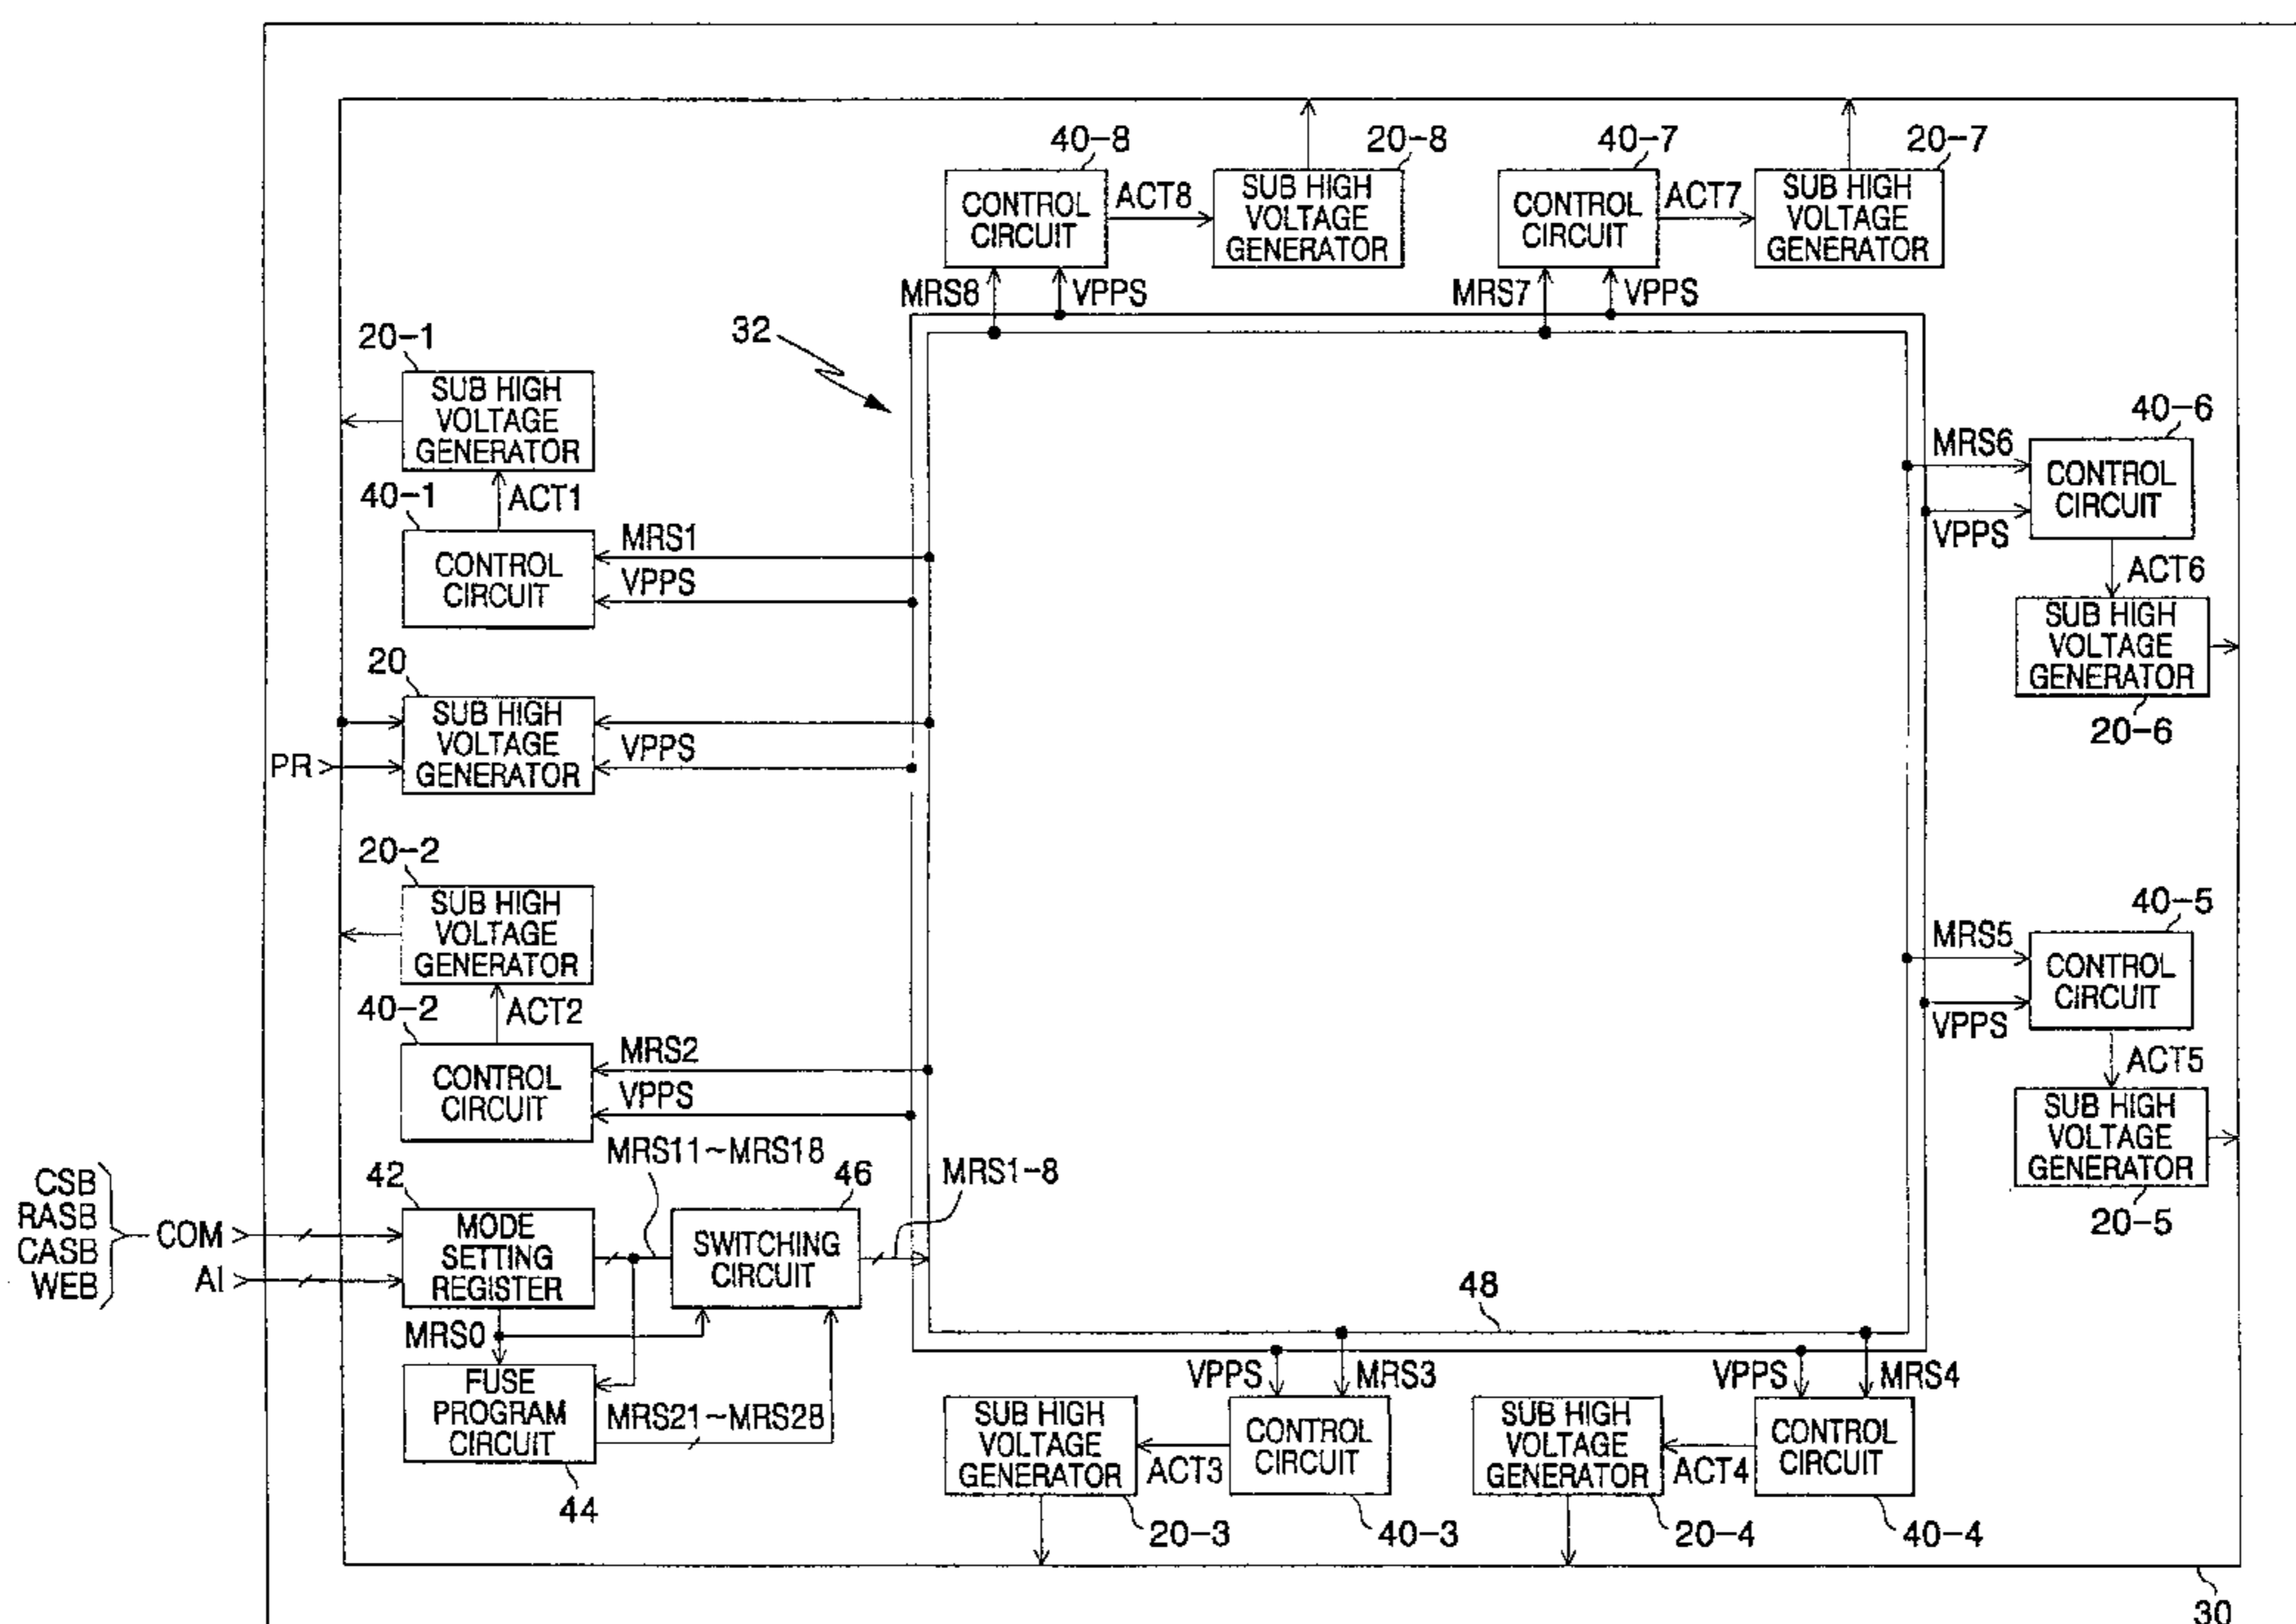 40-8
20-8
40-7
20-7
CONTROL
CIRCUIT
ACT8
SUB HIGH
VOLTAGE
GENERATOR
CONTROL
CIRCUIT
ACT7
SUB HIGH
VOLTAGE
GENERATOR
MRS8
VPPS
MRS7
VPPS
32
20-1
SUB HIGH
VOLTAGE
GENERATOR
40-1
ACT1
CONTROL
CIRCUIT
MRS1
VPPS
40-6
MRS6
CONTROL
CIRCUIT
VPPS
ACT6
SUB HIGH
VOLTAGE
GENERATOR
20-6
20
SUB HIGH
VOLTAGE
GENERATOR
VPPS
PR
20-2
SUB HIGH
VOLTAGE
GENERATOR
40-2
ACT2
CONTROL
CIRCUIT
MRS2
VPPS
40-5
MRS5
CONTROL
CIRCUIT
VPPS
ACT5
SUB HIGH
VOLTAGE
GENERATOR
20-5
MRS11~MRS18
42
46
MRS1-8
CSB
RASB
CASB
WEB
COM
AI
MODE
SETTING
REGISTER
SWITCHING
CIRCUIT
MRS0
48
FUSE
PROGRAM
CIRCUIT
MRS21~MRS28
44
VPPS
MRS3
VPPS
MRS4
SUB HIGH
VOLTAGE
GENERATOR
ACT3
CONTROL
CIRCUIT
SUB HIGH
VOLTAGE
GENERATOR
ACT4
CONTROL
CIRCUIT
20-3
40-3
20-4
40-4
30